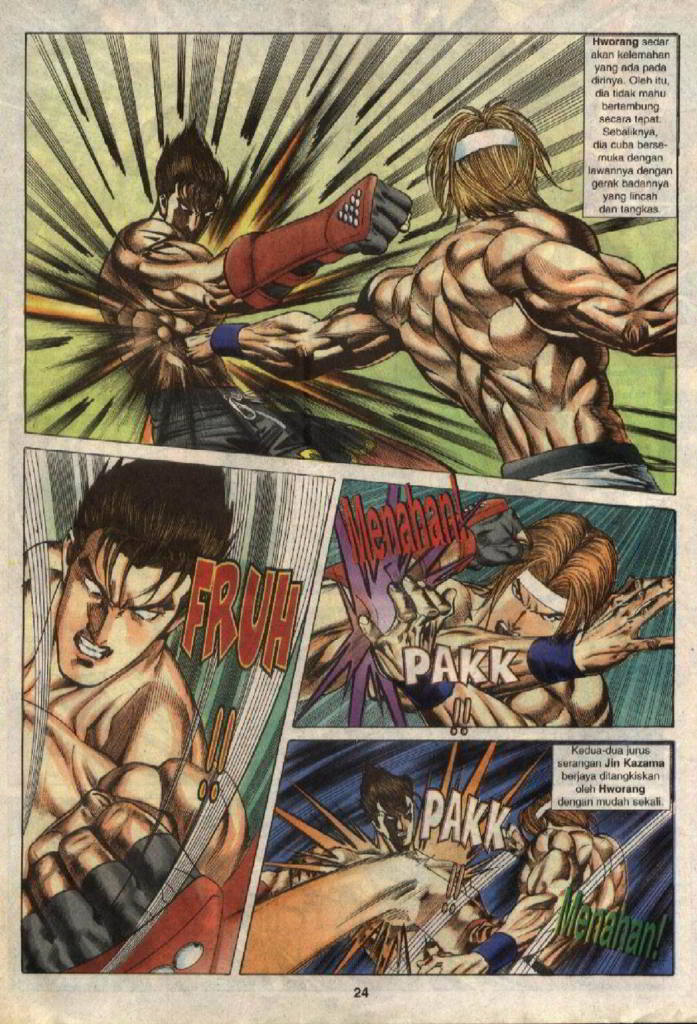 Hworang sedar
akan kelemahan
yang ada pada
dirinya. Oleh itu,
dia tidak mahu
bertembung
secara tepat.
Sebaliknya,
dia cuba berse-
muka dengan
lawannya dengan
gerak badannya
yang lincah
dan tangkas.
FRUH
!!
Menahan!
PAKK
!!
Kedua-dua jurus
serangan Jin Kazama
berjaya ditangkiskan
oleh Hworang
dengan mudah sekali.
PAKK
!!
Menahan!
24